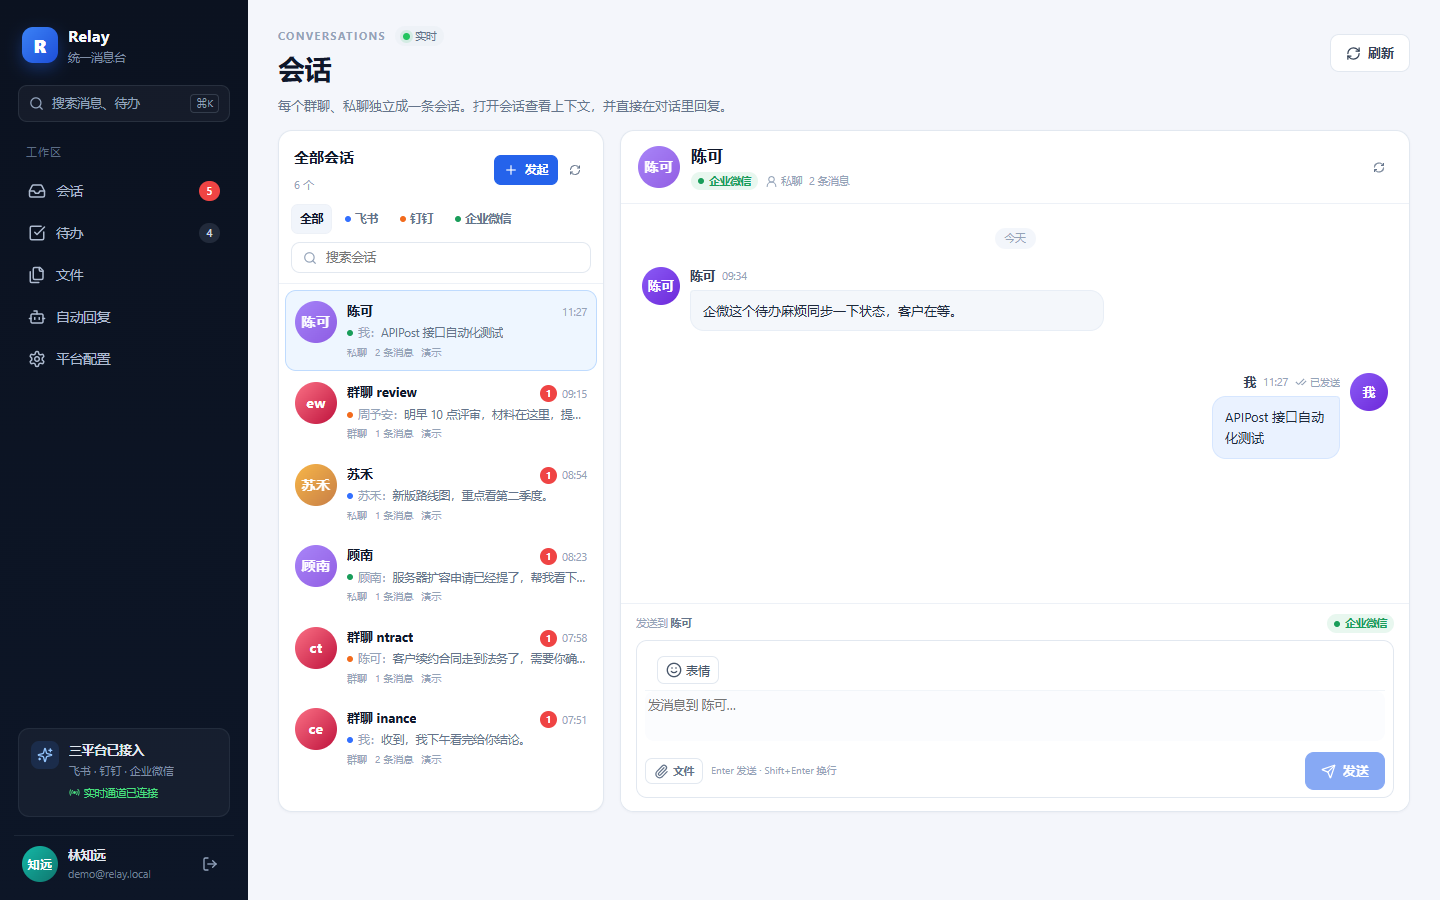 R
Relay
统一消息台
搜索消息、待办
⌘K
工作区
会话
5
待办
4
文件
自动回复
平台配置
三平台已接入
飞书 · 钉钉 · 企业微信
实时通道已连接
知远
林知远
demo@relay.local
CONVERSATIONS
实时
会话
每个群聊、私聊独立成一条会话。打开会话查看上下文，并直接在对话里回复。
刷新
全部会话
6 个
发起
全部
飞书
钉钉
企业微信
搜索会话
陈可
陈可
11:27
我：APIPost 接口自动化测试
私聊 2 条消息 演示
ew
群聊 review
1
09:15
周予安：明早 10 点评审，材料在这里，提...
群聊 1 条消息 演示
苏禾
苏禾
1
08:54
苏禾：新版路线图，重点看第二季度。
私聊 1 条消息 演示
顾南
顾南
1
08:23
顾南：服务器扩容申请已经提了，帮我看下...
私聊 1 条消息 演示
ct
群聊 ntract
1
07:58
陈可：客户续约合同走到法务了，需要你确...
群聊 1 条消息 演示
ce
群聊 inance
1
07:51
我：收到，我下午看完给你结论。
群聊 2 条消息 演示
陈可
陈可
企业微信
私聊 2 条消息
今天
陈可
陈可 09:34
企微这个待办麻烦同步一下状态，客户在等。
我 11:27 已发送
我
APIPost 接口自动
化测试
发送到 陈可
企业微信
表情
发消息到 陈可...
文件
Enter 发送 · Shift+Enter 换行
发送